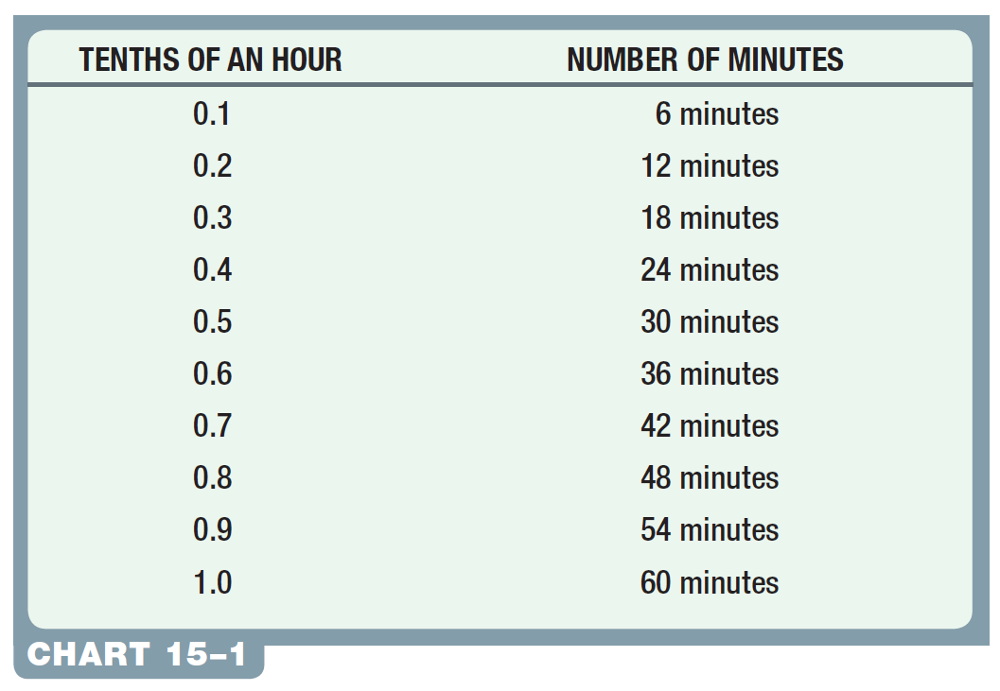 TENTHS OF AN HOUR NUMBER OF MINUTES
0.1 6 minutes
0.2 12 minutes
0.3 18 minutes
0.4 24 minutes
0.5 30 minutes
0.6 36 minutes
0.7 42 minutes
0.8 48 minutes
0.9 54 minutes
1.0 60 minutes
CHART 15–1